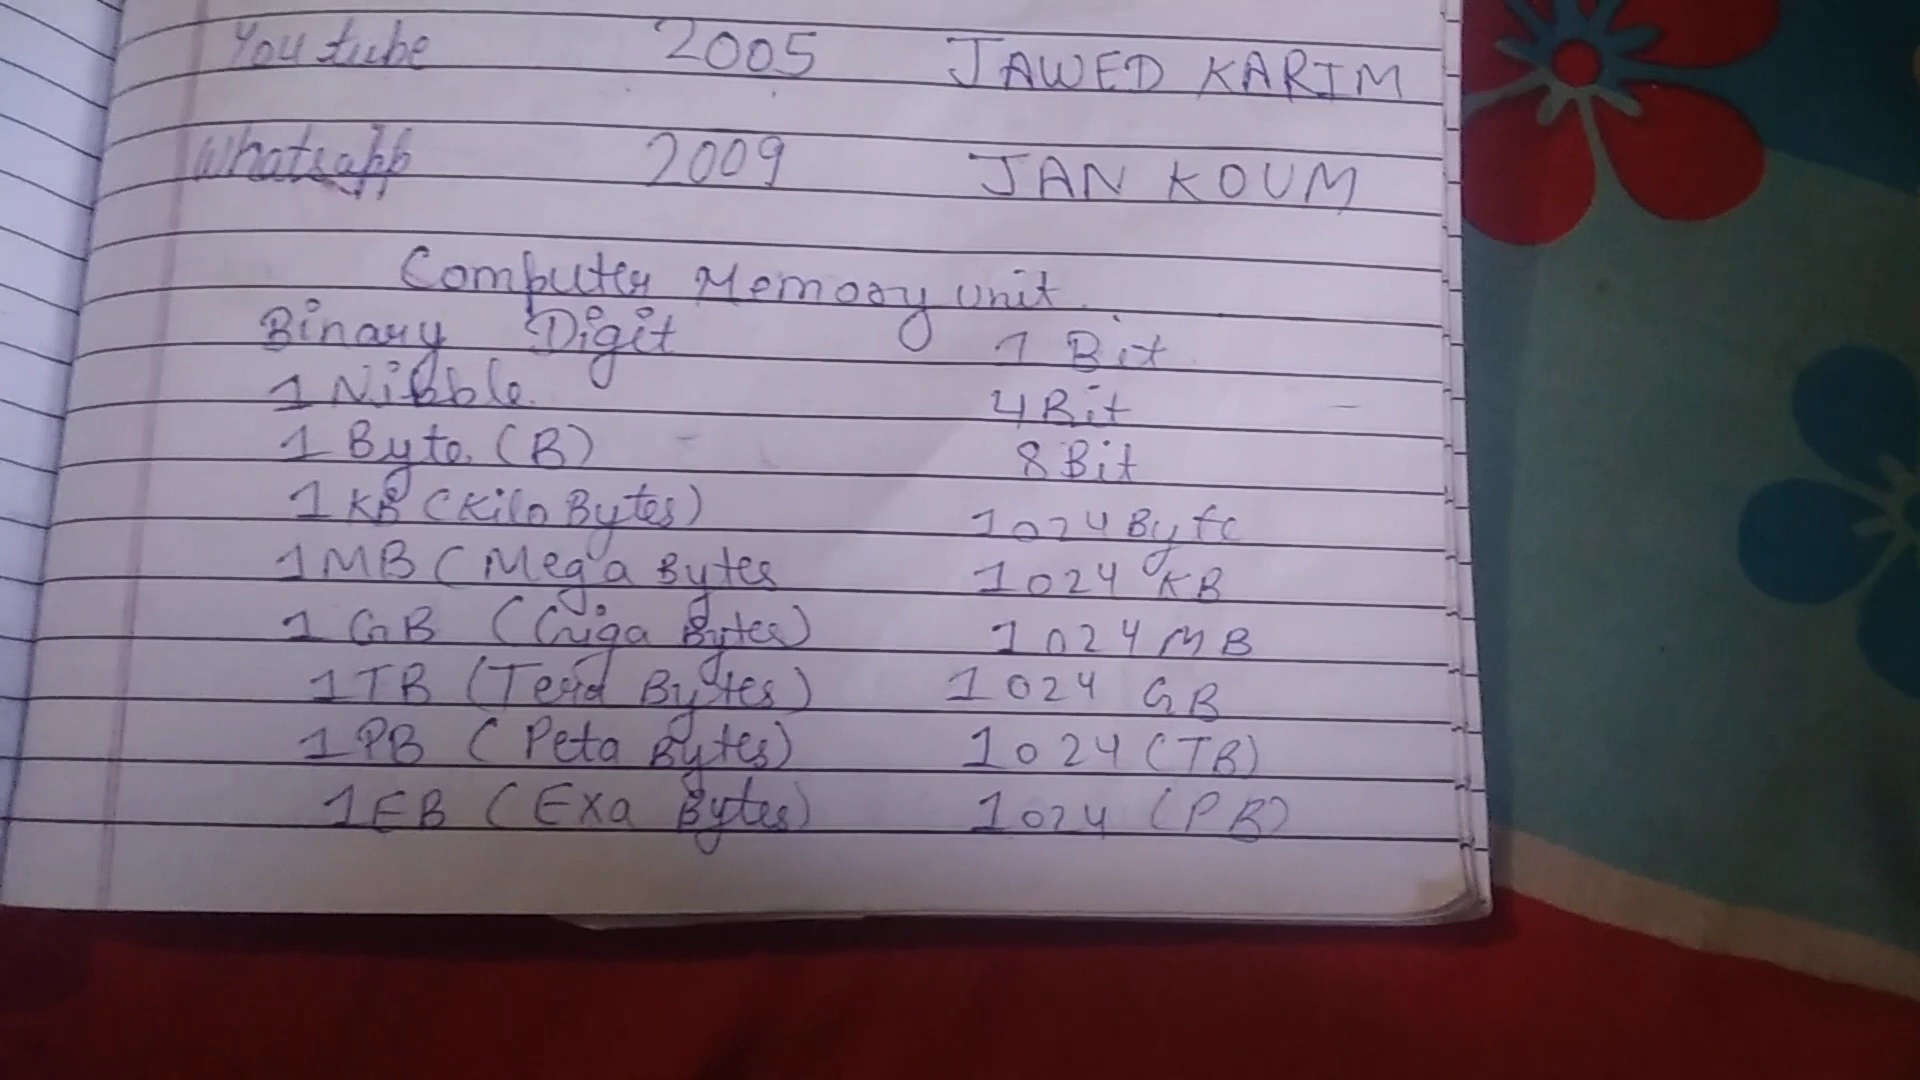 You tube 2005 JAWED KARIM
Whatsapp 2009 JAN KOUM
Computer Memory unit
Binary Digit 1 Bit
1 Nibble 4 Bit
1 Byte (B) 8 Bit
1 KB (Kilo Bytes) 1024 Byte
1 MB (Mega Bytes 1024 KB
1 GB (Giga Bytes) 1024 MB
1 TB (Tera Bytes) 1024 GB
1 PB (Peta Bytes) 1024 (TB)
1 EB (Exa Bytes) 1024 (PB)